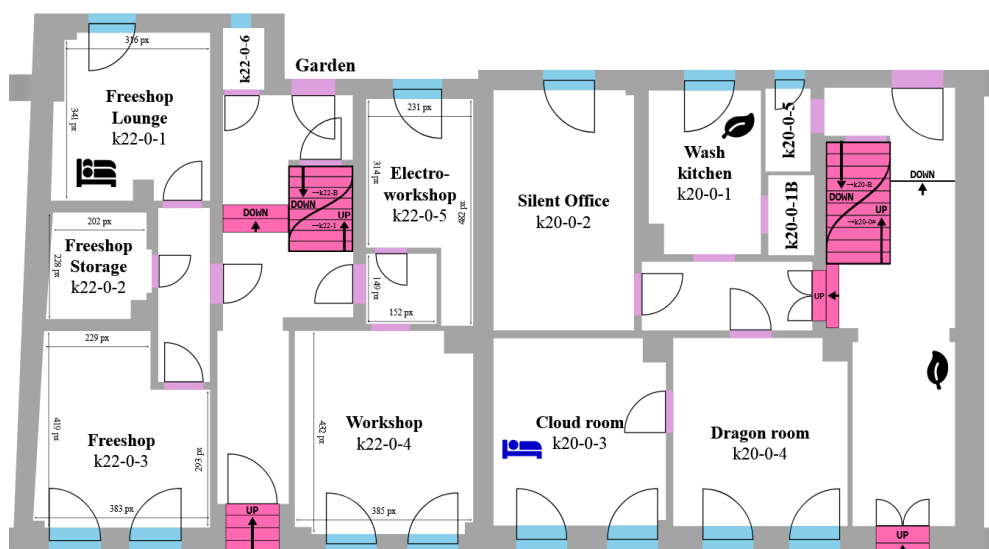 316 px
k22-0-6
Garden
Freeshop
Lounge
k22-0-1
341 px
231 px
314 px
Electro-
workshop
k22-0-5
482 px
Silent Office
k20-0-2
Wash
kitchen
k20-0-1
k20-0-5
k20-0-1B
DOWN
→k22-B
DOWN
→k22-1
UP
DOWN
→k20-B
DOWN
UP
202 px
Freeshop
Storage
k22-0-2
228 px
149 px
152 px
UP
229 px
419 px
Freeshop
k22-0-3
293 px
383 px
432 px
Workshop
k22-0-4
385 px
Cloud room
k20-0-3
Dragon room
k20-0-4
UP
UP